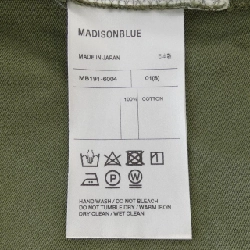 MADISONBLUE
MADE IN JAPAN
MB191-6004 01(S)
100% COTTON
P W
HAND WASH / DO NOT BLEACH
DO NOT TUMBLE DRY / WARM IRON
DRY CLEAN / WET CLEAN